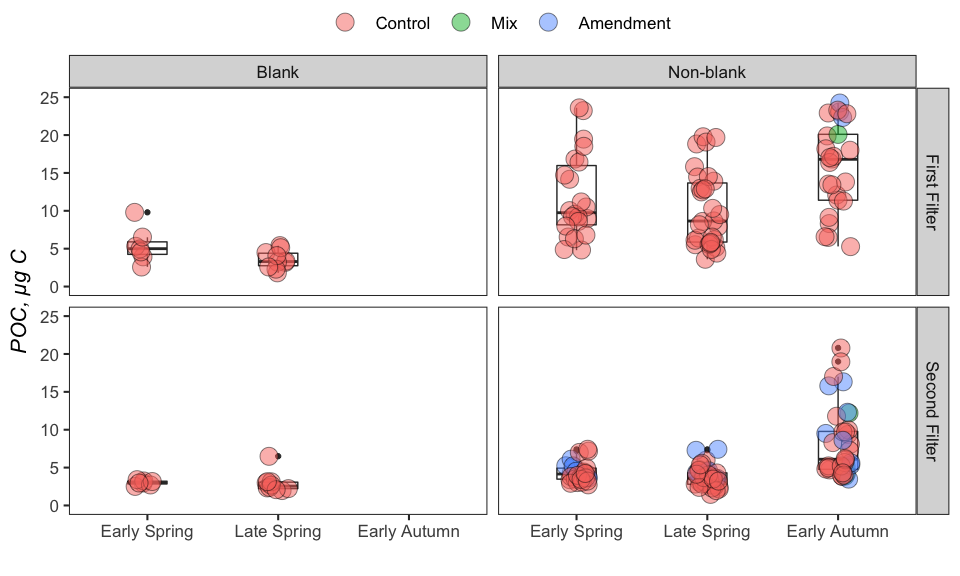 Control Mix Amendment
Blank Non-blank
25
20
15
10
5
0
First Filter
POC, µg C
25
20
15
10
5
0
Second Filter
Early Spring Late Spring Early Autumn Early Spring Late Spring Early Autumn